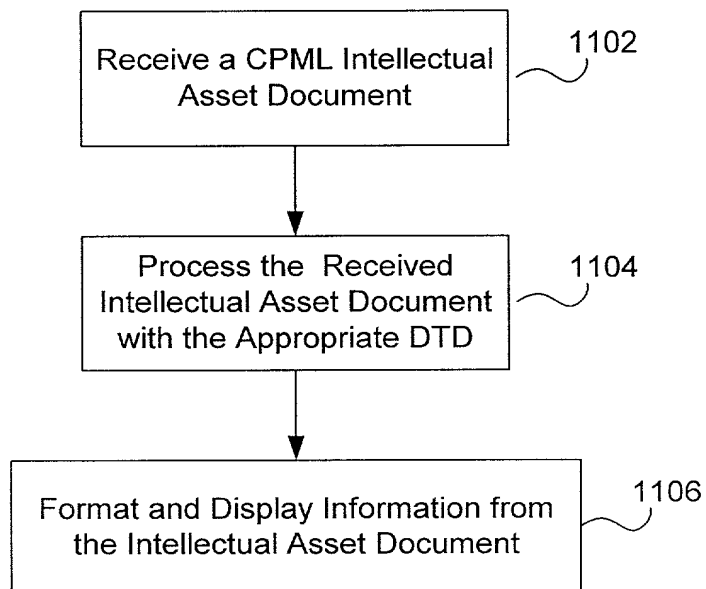 Receive a CPML Intellectual
Asset Document
1102
Process the Received
Intellectual Asset Document
with the Appropriate DTD
1104
Format and Display Information from
the Intellectual Asset Document
1106